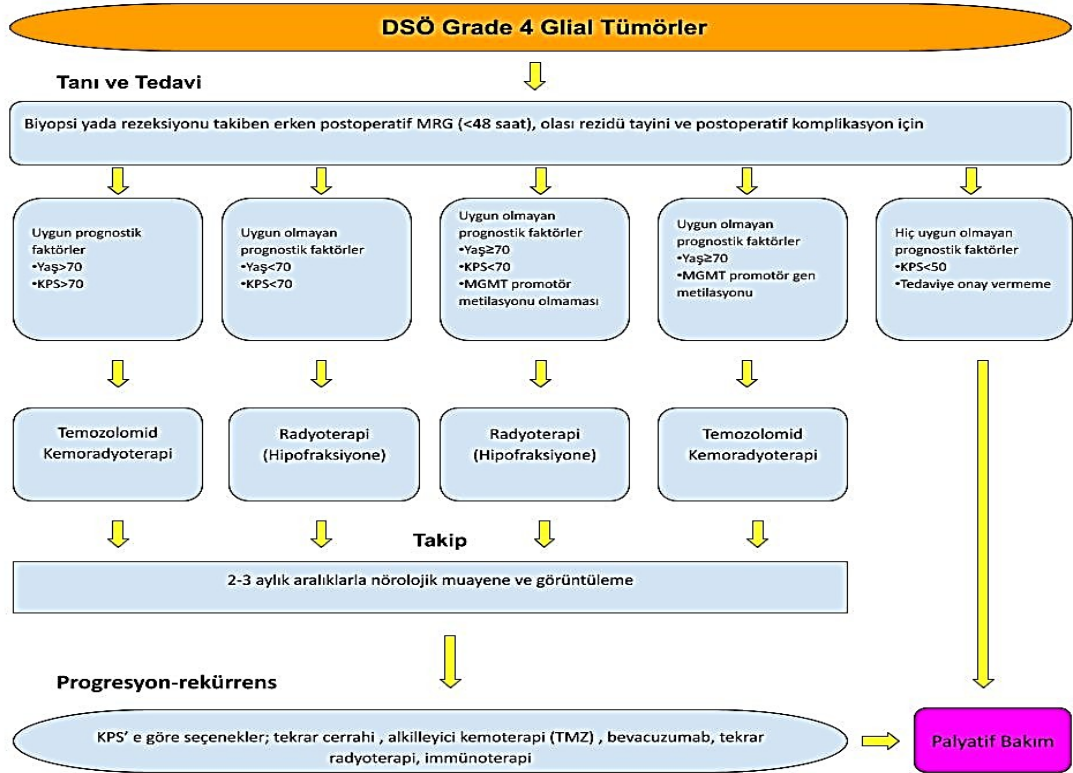 DSÖ Grade 4 Glial Tümörler
Tanı ve Tedavi
Biyopsi yada rezeksiyonu takiben erken postoperatif MRG (<48 saat), olası rezidü tayini ve postoperatif komplikasyon için
Uygun prognostik
faktörler
•Yaş>70
•KPS>70
Uygun olmayan
prognostik faktörler
•Yaş<70
•KPS<70
Uygun olmayan
prognostik faktörler
•Yaş≥70
•KPS<70
•MGMT promotör
metilasyonu olmaması
Uygun olmayan
prognostik faktörler
•Yaş≥70
•MGMT promotör gen
metilasyonu
Hiç uygun olmayan
prognostik faktörler
•KPS<50
•Tedaviye onay vermeme
Temozolomid
Kemoradyoterapi
Radyoterapi
(Hipofraksiyone)
Radyoterapi
(Hipofraksiyone)
Temozolomid
Kemoradyoterapi
Takip
2-3 aylık aralıklarla nörolojik muayene ve görüntüleme
Progresyon-rekürrens
KPS' e göre seçenekler; tekrar cerrahi , alkilleyici kemoterapi (TMZ) , bevacuzumab, tekrar
radyoterapi, immünoterapi
Palyatif Bakım